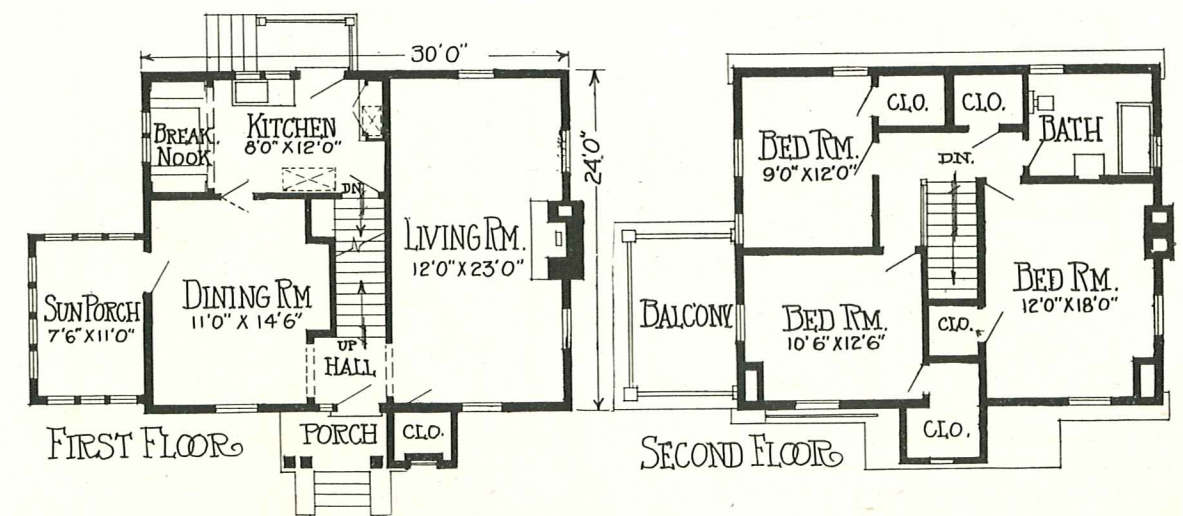 30'0"
24'0"
BREAK.
NOOK
KITCHEN
8'0" X 12'0"
DN.
LIVING RM.
12'0" X 23'0"
SUN PORCH
7'6" X 11'0"
DINING RM
11'0" X 14'6"
UP
HALL
PORCH
CLO.
FIRST FLOOR
BED RM.
9'0" X 12'0"
CLO.
CLO.
BATH
DN.
BALCONY
BED RM.
10'6" X 12'6"
CLO.
BED RM.
12'0" X 18'0"
CLO.
SECOND FLOOR